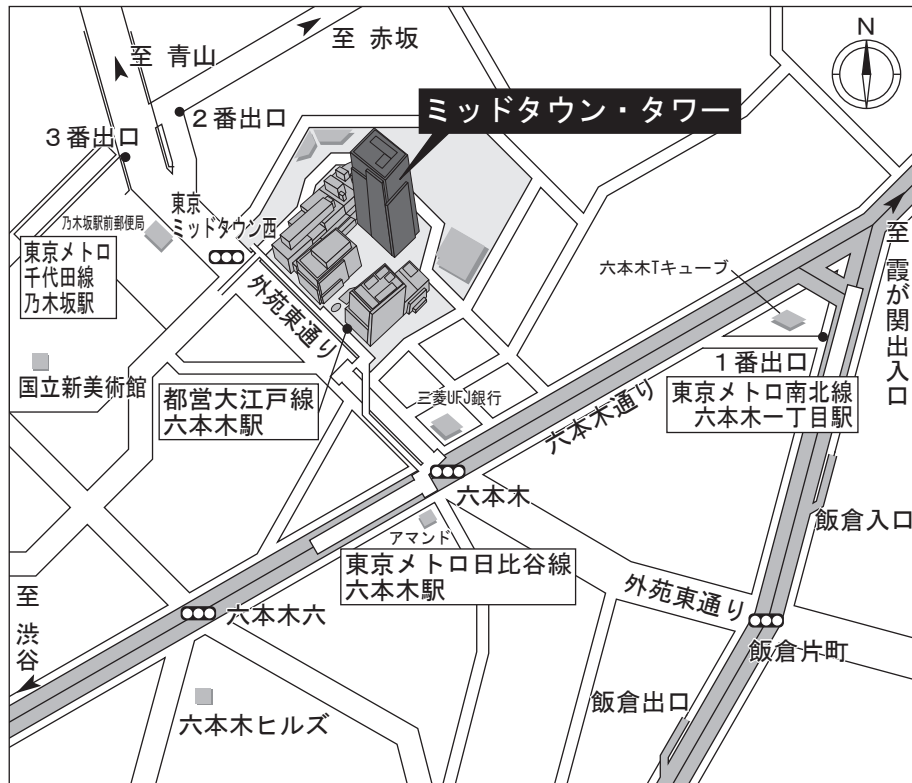 至 赤坂
至 青山
N
ミッドタウン・タワー
2番出口
3番出口
東京
ミッドタウン西
乃木坂駅前郵便局
東京メトロ
千代田線
乃木坂駅
至 霞が関出入口
六本木Tキューブ
外苑東通り
国立新美術館
1番出口
東京メトロ南北線
六本木一丁目駅
都営大江戸線
六本木駅
三菱UFJ銀行
六本木通り
六本木
飯倉入口
アマンド
東京メトロ日比谷線
六本木駅
外苑東通り
至 渋谷
六本木六
飯倉片町
飯倉出口
六本木ヒルズ